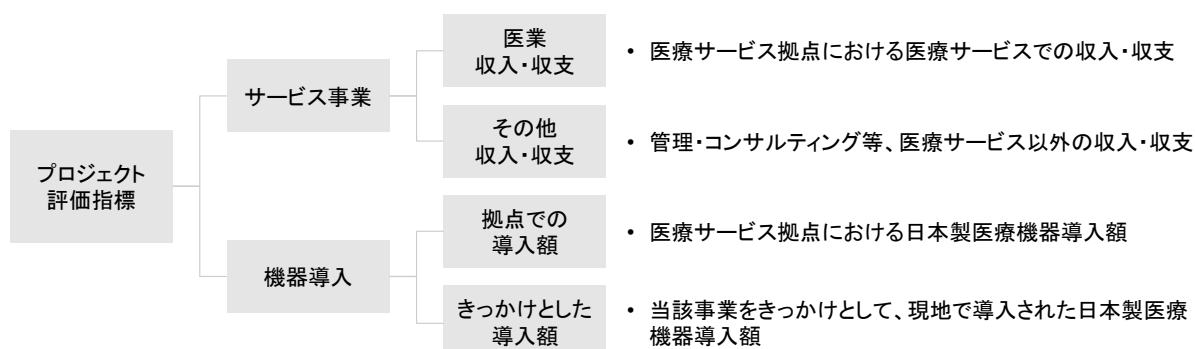 プロジェクト
評価指標
サービス事業
医業
収入・収支
• 医療サービス拠点における医療サービスでの収入・収支
その他
収入・収支
• 管理・コンサルティング等、医療サービス以外の収入・収支
機器導入
拠点での
導入額
• 医療サービス拠点における日本製医療機器導入額
きっかけとした
導入額
• 当該事業をきっかけとして、現地で導入された日本製医療
機器導入額